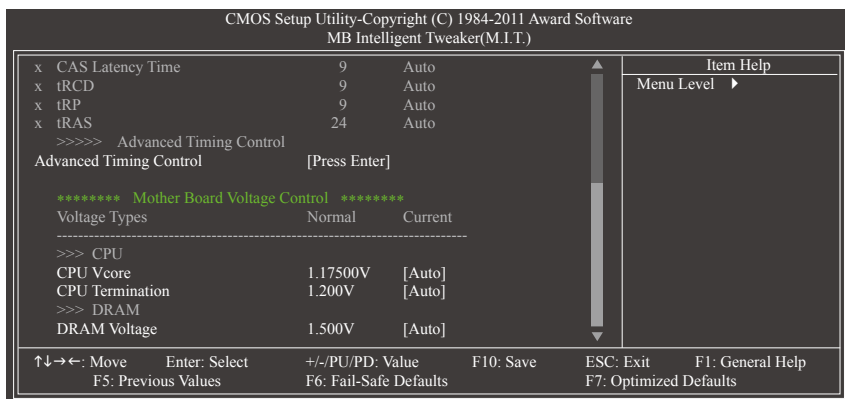 CMOS Setup Utility-Copyright (C) 1984-2011 Award Software
MB Intelligent Tweaker(M.I.T.)
x CAS Latency Time 9 Auto
x tRCD 9 Auto
x tRP 9 Auto
x tRAS 24 Auto
>>>>> Advanced Timing Control
Advanced Timing Control [Press Enter]
******** Mother Board Voltage Control ********
Voltage Types Normal Current
-----------------------------------------------------------------------------
>>> CPU
CPU Vcore 1.17500V [Auto]
CPU Termination 1.200V [Auto]
>>> DRAM
DRAM Voltage 1.500V [Auto]
Item Help
Menu Level ▶
↑↓→←: Move Enter: Select +/-/PU/PD: Value F10: Save ESC: Exit F1: General Help
F5: Previous Values F6: Fail-Safe Defaults F7: Optimized Defaults